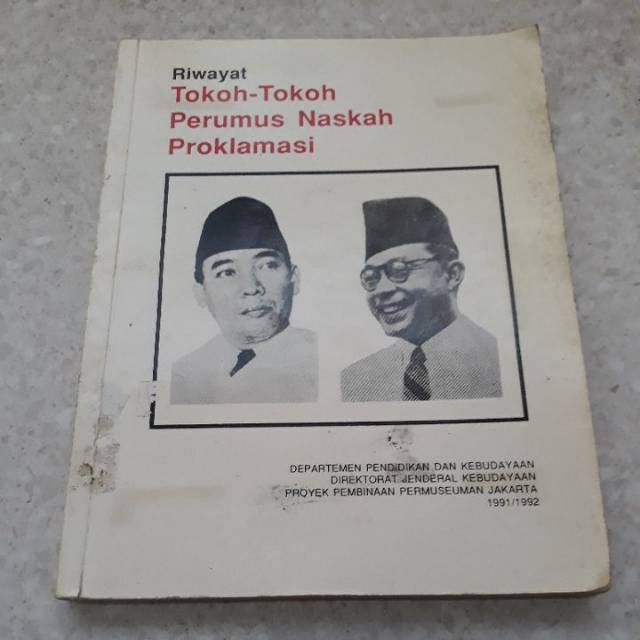 Riwayat
Tokoh-Tokoh
Perumus Naskah
Proklamasi
DEPARTEMEN PENDIDIKAN DAN KEBUDAYAAN
DIREKTORAT JENDERAL KEBUDAYAAN
PROYEK PEMBINAAN PERMUSEUMAN JAKARTA
1991/1992